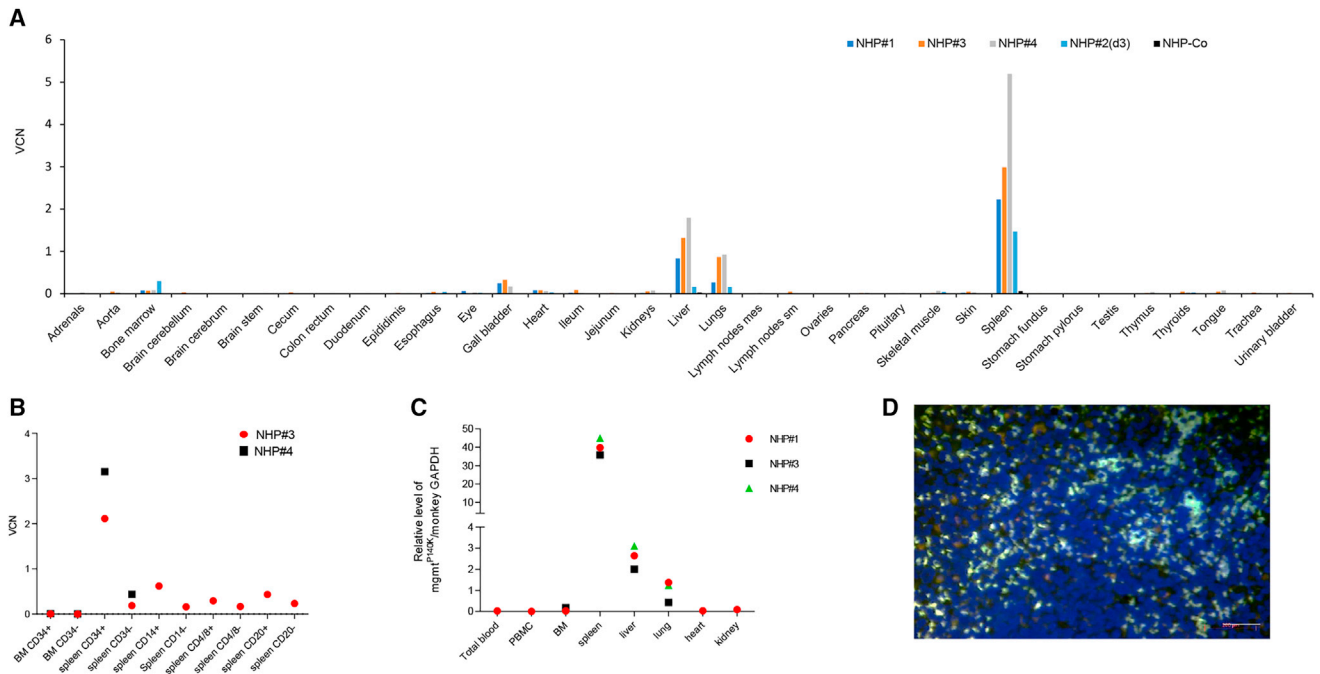 A
6
5
4
3
2
1
0
VCN
NHP#1
NHP#3
NHP#4
NHP#2(d3)
NHP-Co
Adrenals
Aorta
Bone marrow
Brain cerebellum
Brain cerebrum
Brain stem
Cecum
Colon rectum
Duodenum
Epididimis
Esophagus
Eye
Gall bladder
Heart
Ileum
Jejunum
Kidneys
Liver
Lungs
Lymph nodes mes
Lymph nodes sm
Ovaries
Pancreas
Pituitary
Skeletal muscle
Skin
Spleen
Stomach fundus
Stomach pylorus
Testis
Thymus
Thyroids
Tongue
Trachea
Urinary bladder
B
4
3
2
1
0
VCN
NHP#3
NHP#4
BM CD34+
BM CD34-
spleen CD34+
spleen CD34-
spleen CD14+
Spleen CD14-
spleen CD4/8+
spleen CD4/8-
spleen CD20+
spleen CD20-
C
50
40
30
20
10
4
3
2
1
0
Relative level of
mgmtP140K/monkey GAPDH
NHP#1
NHP#3
NHP#4
Total blood
PBMC
BM
spleen
liver
lung
heart
kidney
D